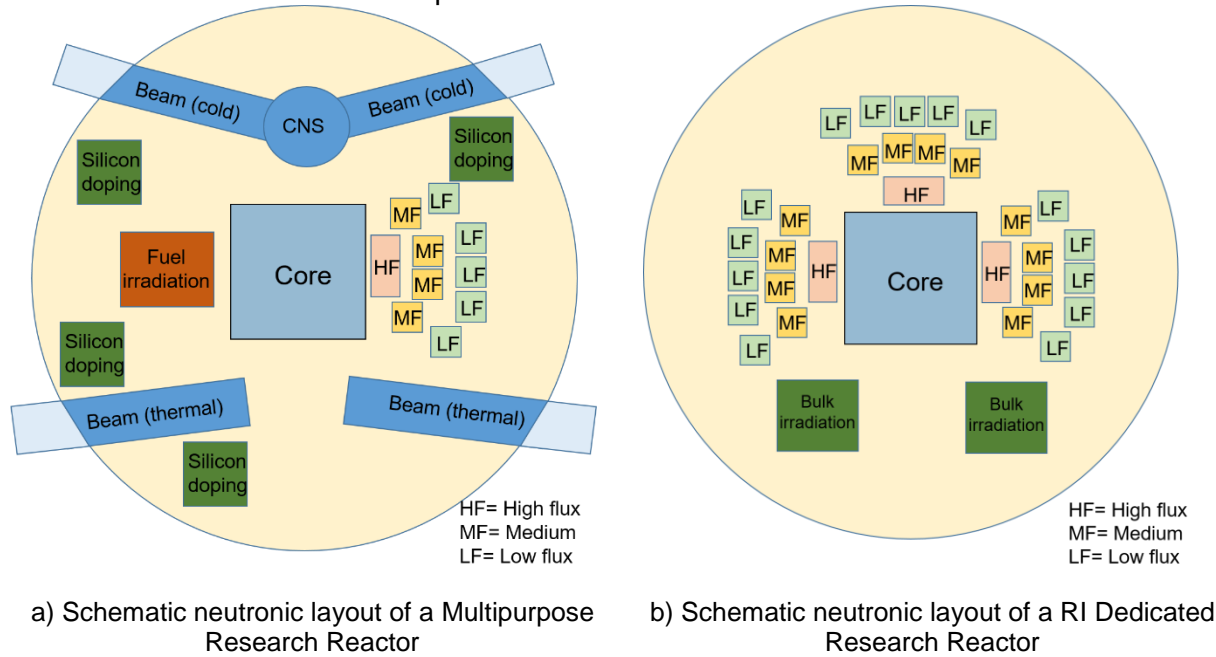 Beam (cold)
CNS
Beam (cold)
Silicon
doping
Silicon
doping
LF
MF
LF
MF
Fuel
irradiation
HF
Core
LF
MF
LF
MF
LF
Silicon
doping
Beam (thermal)
Beam (thermal)
Silicon
doping
HF= High flux
MF= Medium
LF= Low flux
a) Schematic neutronic layout of a Multipurpose
Research Reactor
LF
LF
LF
LF
LF
MF
MF
MF
MF
HF
LF
MF
LF
MF
HF
LF
MF
LF
MF
LF
Core
LF
MF
LF
MF
HF
LF
MF
LF
MF
LF
Bulk
irradiation
Bulk
irradiation
HF= High flux
MF= Medium
LF= Low flux
b) Schematic neutronic layout of a RI Dedicated
Research Reactor